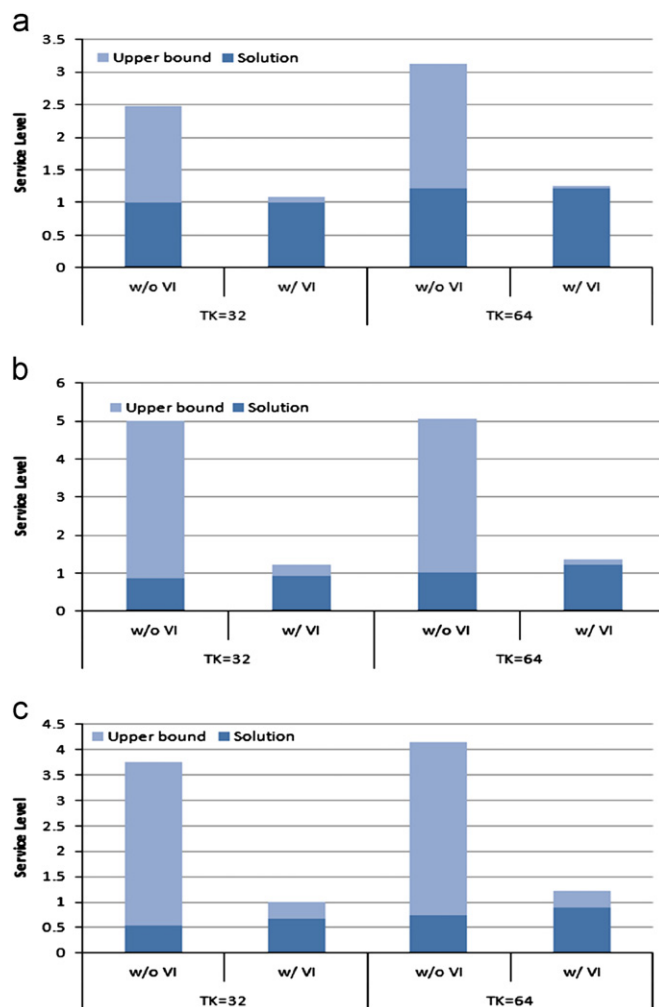 a
3.5
Upper bound Solution
3
2.5
2
1.5
1
0.5
0
Service Level
w/o VI w/ VI w/o VI w/ VI
TK=32 TK=64
b
6
Upper bound Solution
5
4
3
2
1
0
Service Level
w/o VI w/ VI w/o VI w/ VI
TK=32 TK=64
c
4.5
Upper bound Solution
4
3.5
3
2.5
2
1.5
1
0.5
0
Service Level
w/o VI w/ VI w/o VI w/ VI
TK=32 TK=64